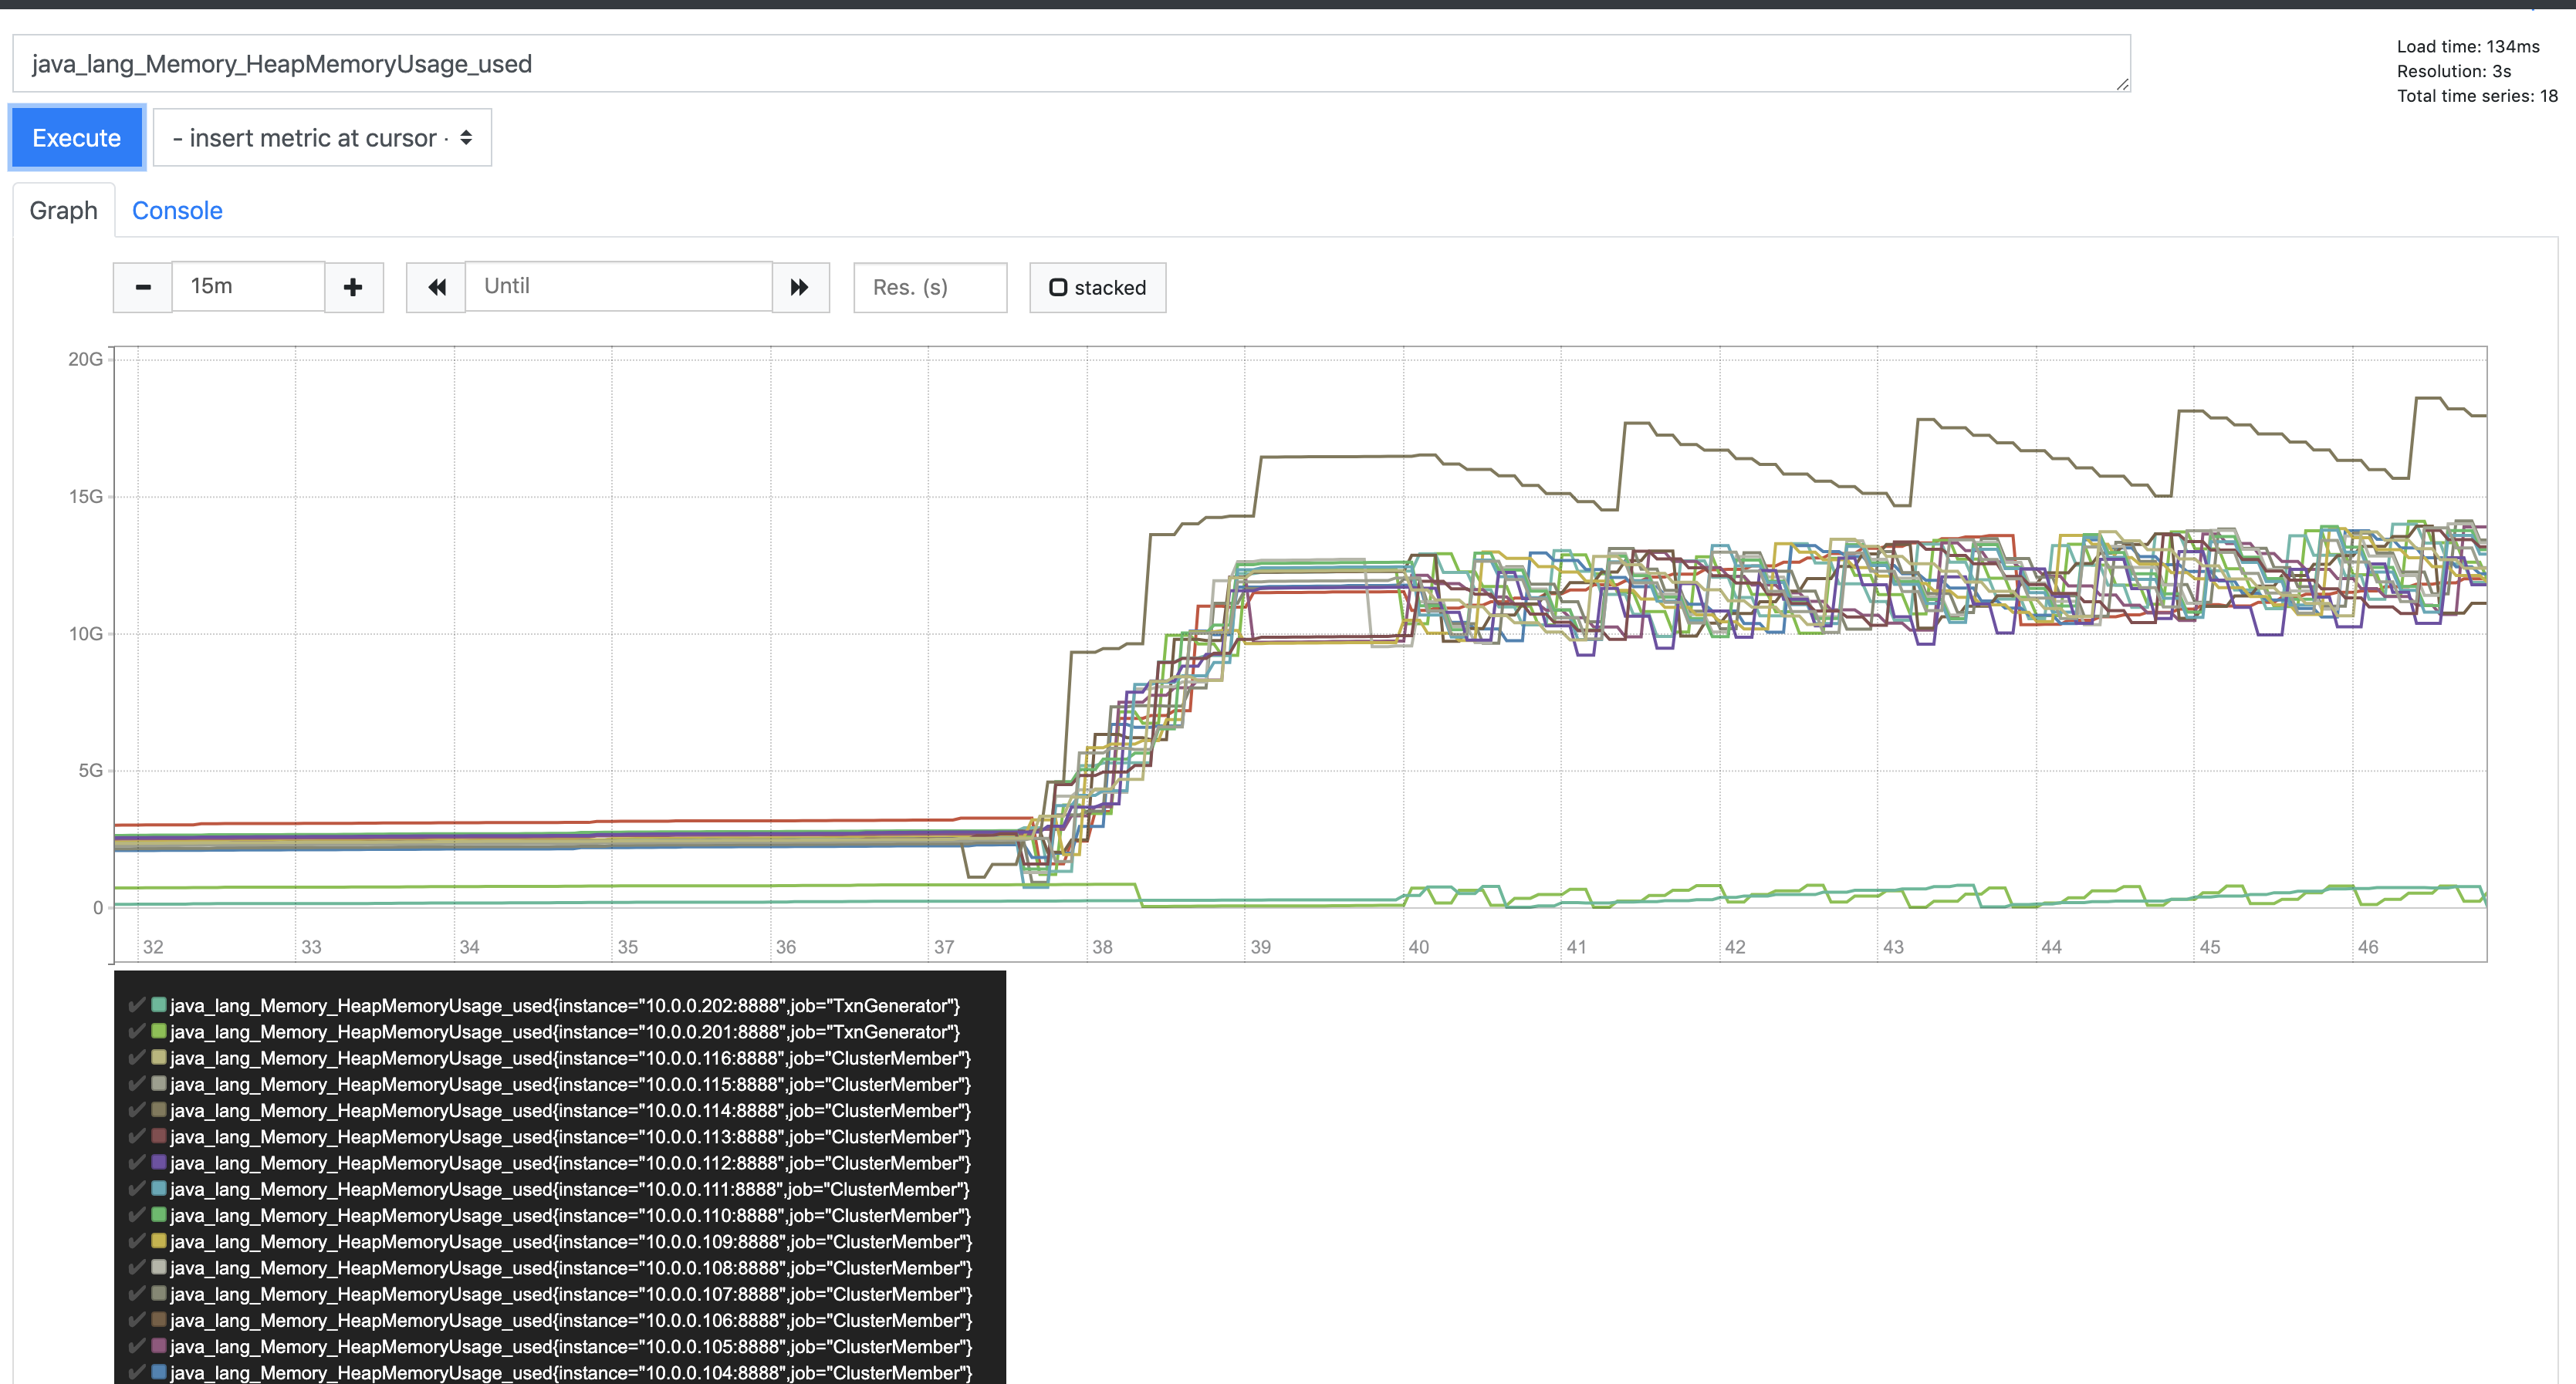 java_lang_Memory_HeapMemoryUsage_used
Load time: 134ms
Resolution: 3s
Total time series: 18
Execute
- insert metric at cursor -
Graph
Console
15m
Until
Res. (s)
stacked
20G
15G
10G
5G
0
32 33 34 35 36 37 38 39 40 41 42 43 44 45 46
java_lang_Memory_HeapMemoryUsage_used{instance="10.0.0.202:8888",job="TxnGenerator"}
java_lang_Memory_HeapMemoryUsage_used{instance="10.0.0.201:8888",job="TxnGenerator"}
java_lang_Memory_HeapMemoryUsage_used{instance="10.0.0.116:8888",job="ClusterMember"}
java_lang_Memory_HeapMemoryUsage_used{instance="10.0.0.115:8888",job="ClusterMember"}
java_lang_Memory_HeapMemoryUsage_used{instance="10.0.0.114:8888",job="ClusterMember"}
java_lang_Memory_HeapMemoryUsage_used{instance="10.0.0.113:8888",job="ClusterMember"}
java_lang_Memory_HeapMemoryUsage_used{instance="10.0.0.112:8888",job="ClusterMember"}
java_lang_Memory_HeapMemoryUsage_used{instance="10.0.0.111:8888",job="ClusterMember"}
java_lang_Memory_HeapMemoryUsage_used{instance="10.0.0.110:8888",job="ClusterMember"}
java_lang_Memory_HeapMemoryUsage_used{instance="10.0.0.109:8888",job="ClusterMember"}
java_lang_Memory_HeapMemoryUsage_used{instance="10.0.0.108:8888",job="ClusterMember"}
java_lang_Memory_HeapMemoryUsage_used{instance="10.0.0.107:8888",job="ClusterMember"}
java_lang_Memory_HeapMemoryUsage_used{instance="10.0.0.106:8888",job="ClusterMember"}
java_lang_Memory_HeapMemoryUsage_used{instance="10.0.0.105:8888",job="ClusterMember"}
java_lang_Memory_HeapMemoryUsage_used{instance="10.0.0.104:8888",job="ClusterMember"}